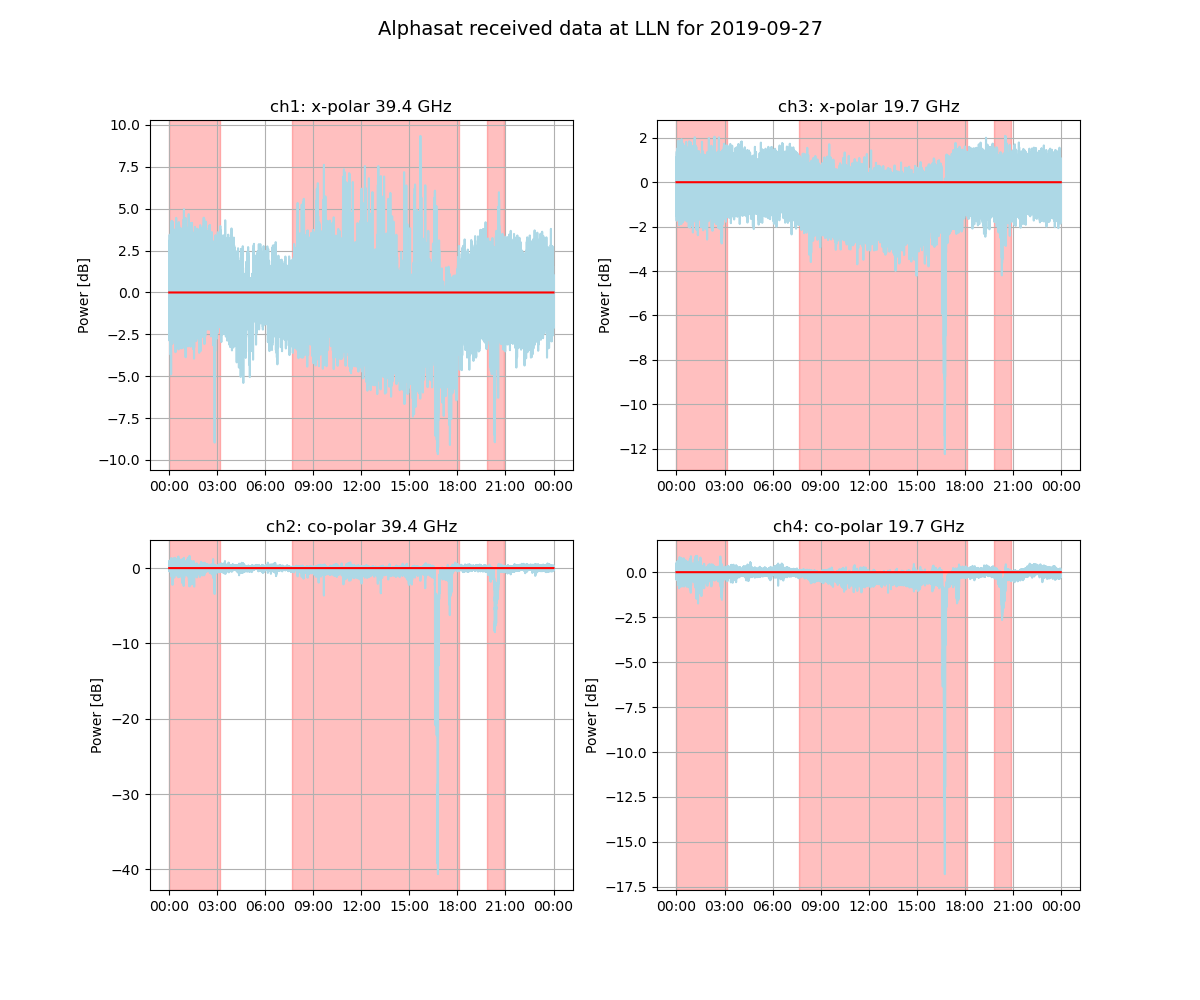 Alphasat received data at LLN for 2019-09-27
ch1: x-polar 39.4 GHz
10.0
7.5
5.0
2.5
0.0
−2.5
−5.0
−7.5
−10.0
Power [dB]
00:00 03:00 06:00 09:00 12:00 15:00 18:00 21:00 00:00
ch3: x-polar 19.7 GHz
2
0
−2
−4
−6
−8
−10
−12
Power [dB]
00:00 03:00 06:00 09:00 12:00 15:00 18:00 21:00 00:00
ch2: co-polar 39.4 GHz
0
−10
−20
−30
−40
Power [dB]
00:00 03:00 06:00 09:00 12:00 15:00 18:00 21:00 00:00
ch4: co-polar 19.7 GHz
0.0
−2.5
−5.0
−7.5
−10.0
−12.5
−15.0
−17.5
Power [dB]
00:00 03:00 06:00 09:00 12:00 15:00 18:00 21:00 00:00